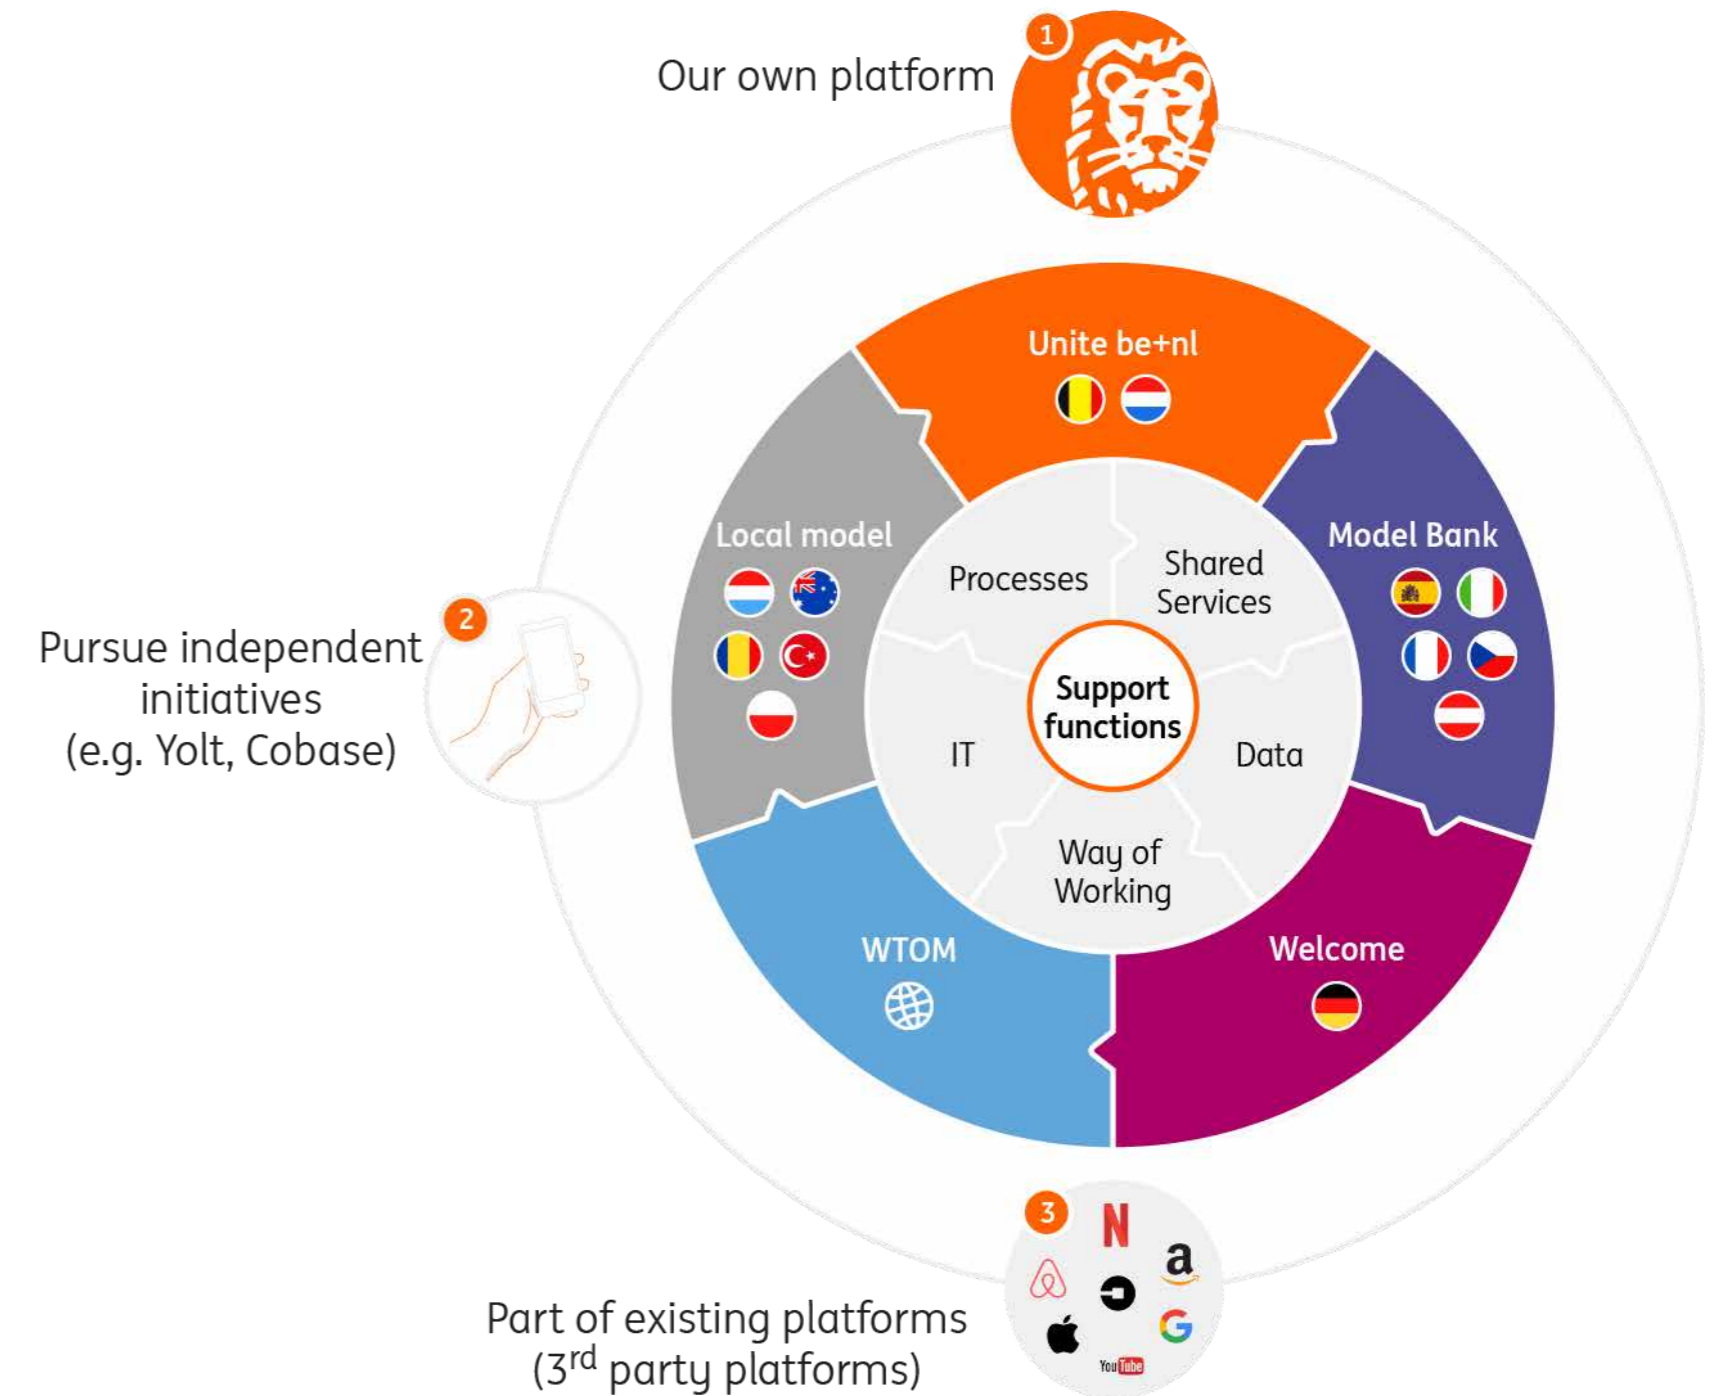 1
Our own platform
Unite be+nl
Local model
Model Bank
Processes
Shared
Services
2
Pursue independent
initiatives
(e.g. Yolt, Cobase)
Support
functions
IT
Data
Way of
Working
WTOM
Welcome
3
N
a
G
YouTube
Part of existing platforms
(3rd party platforms)